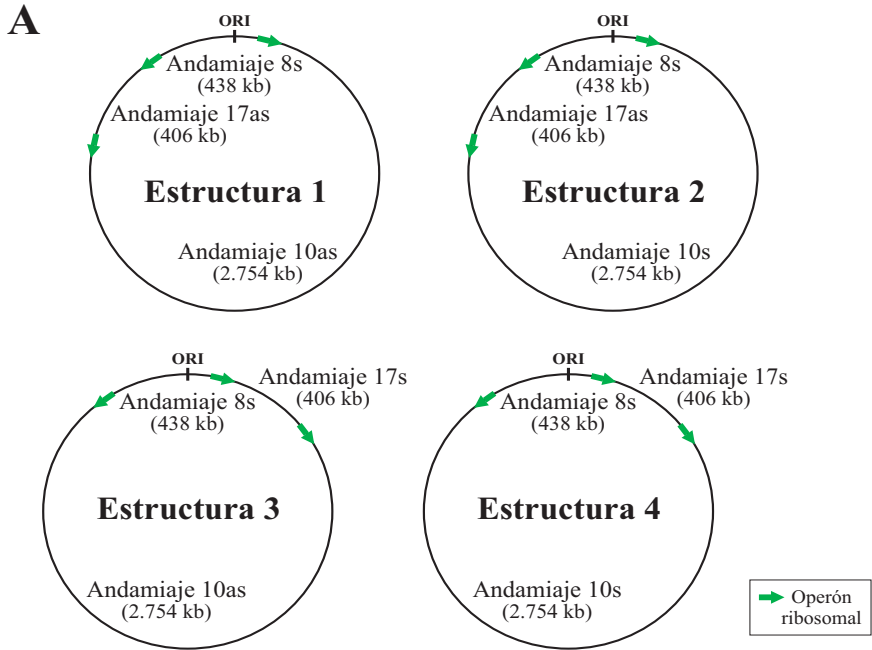 A
ORI
Andamiaje 8s
(438 kb)
Andamiaje 17as
(406 kb)
Estructura 1
Andamiaje 10as
(2.754 kb)
ORI
Andamiaje 8s
(438 kb)
Andamiaje 17as
(406 kb)
Estructura 2
Andamiaje 10s
(2.754 kb)
ORI
Andamiaje 17s
(406 kb)
Andamiaje 8s
(438 kb)
Estructura 3
Andamiaje 10as
(2.754 kb)
ORI
Andamiaje 17s
(406 kb)
Andamiaje 8s
(438 kb)
Estructura 4
Andamiaje 10s
(2.754 kb)
Operón
ribosomal